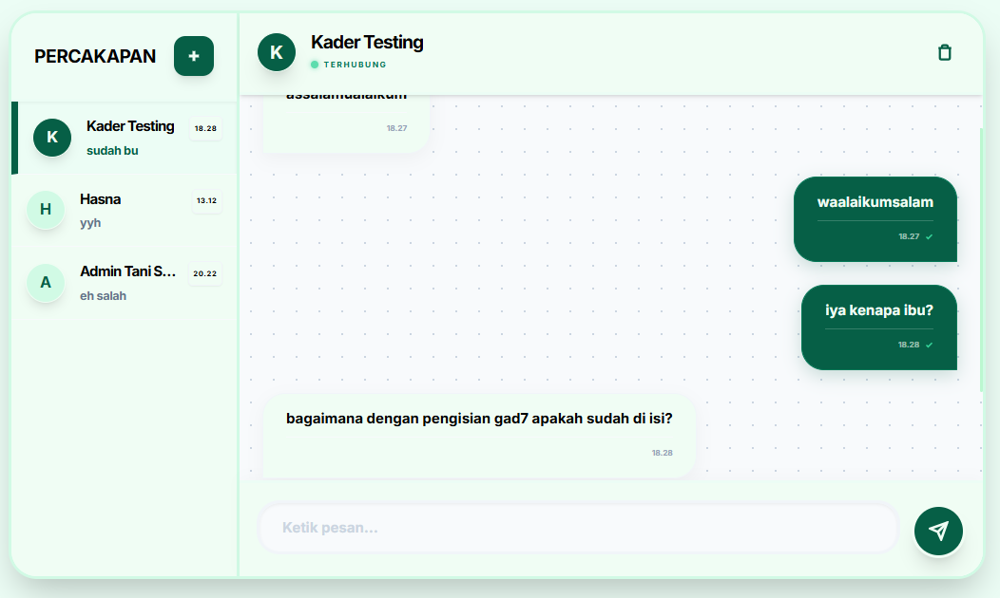 PERCAKAPAN
+
K
Kader Testing
18.28
sudah bu
H
Hasna
13.12
yyh
A
Admin Tani S...
20.22
eh salah
K
Kader Testing
TERHUBUNG
assalamualaikum
18.27
waalaikumsalam
18.27
iya kenapa ibu?
18.28
bagaimana dengan pengisian gad7 apakah sudah di isi?
18.28
Ketik pesan...